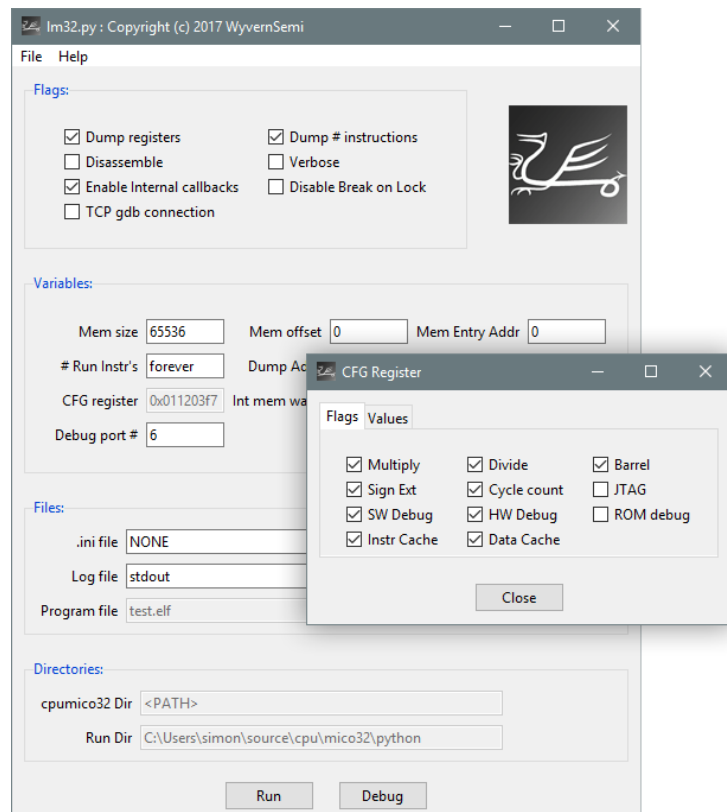 lm32.py : Copyright (c) 2017 WyvernSemi
File Help
Flags:
Dump registers Dump # instructions
Disassemble Verbose
Enable Internal callbacks Disable Break on Lock
TCP gdb connection
Variables:
Mem size 65536 Mem offset 0 Mem Entry Addr 0
# Run Instr's forever Dump Ad
CFG register 0x011203f7 Int mem wa
Debug port # 6
CFG Register
Flags Values
Multiply Divide Barrel
Sign Ext Cycle count JTAG
SW Debug HW Debug ROM debug
Instr Cache Data Cache
Close
Files:
.ini file NONE
Log file stdout
Program file test.elf
Directories:
cpumico32 Dir <PATH>
Run Dir C:\Users\simon\source\cpu\mico32\python
Run Debug